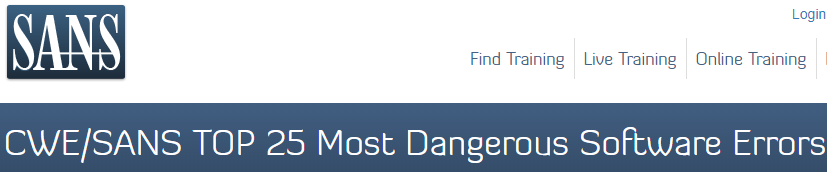 SANS
Login
Find Training
Live Training
Online Training
CWE/SANS TOP 25 Most Dangerous Software Errors